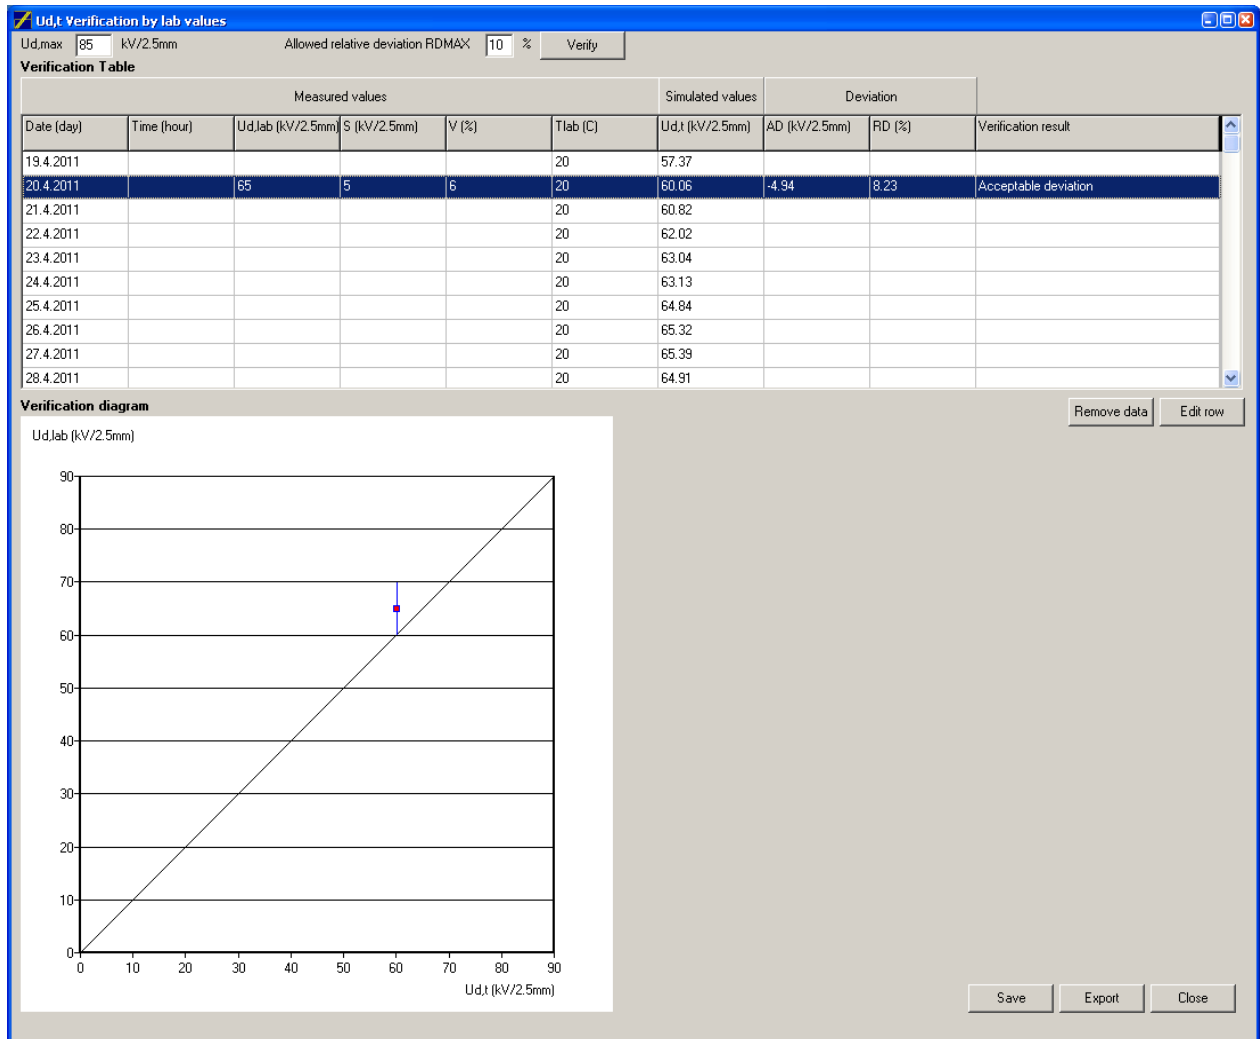 Ud,t Verification by lab values
Ud,max 85 kV/2.5mm Allowed relative deviation RDMAX 10 % Verify
Verification Table
Measured values Simulated values Deviation
Date (day) Time (hour) Ud,lab (kV/2.5mm) S (kV/2.5mm) V (%) Tlab (C) Ud,t (kV/2.5mm) AD (kV/2.5mm) RD (%) Verification result
19.4.2011 20 57.37
20.4.2011 65 5 6 20 60.06 -4.94 8.23 Acceptable deviation
21.4.2011 20 60.82
22.4.2011 20 62.02
23.4.2011 20 63.04
24.4.2011 20 63.13
25.4.2011 20 64.84
26.4.2011 20 65.32
27.4.2011 20 65.39
28.4.2011 20 64.91
Verification diagram Remove data Edit row
Ud,lab (kV/2.5mm)
90
80
70
60
50
40
30
20
10
0
0 10 20 30 40 50 60 70 80 90
Ud,t (kV/2.5mm)
Save Export Close